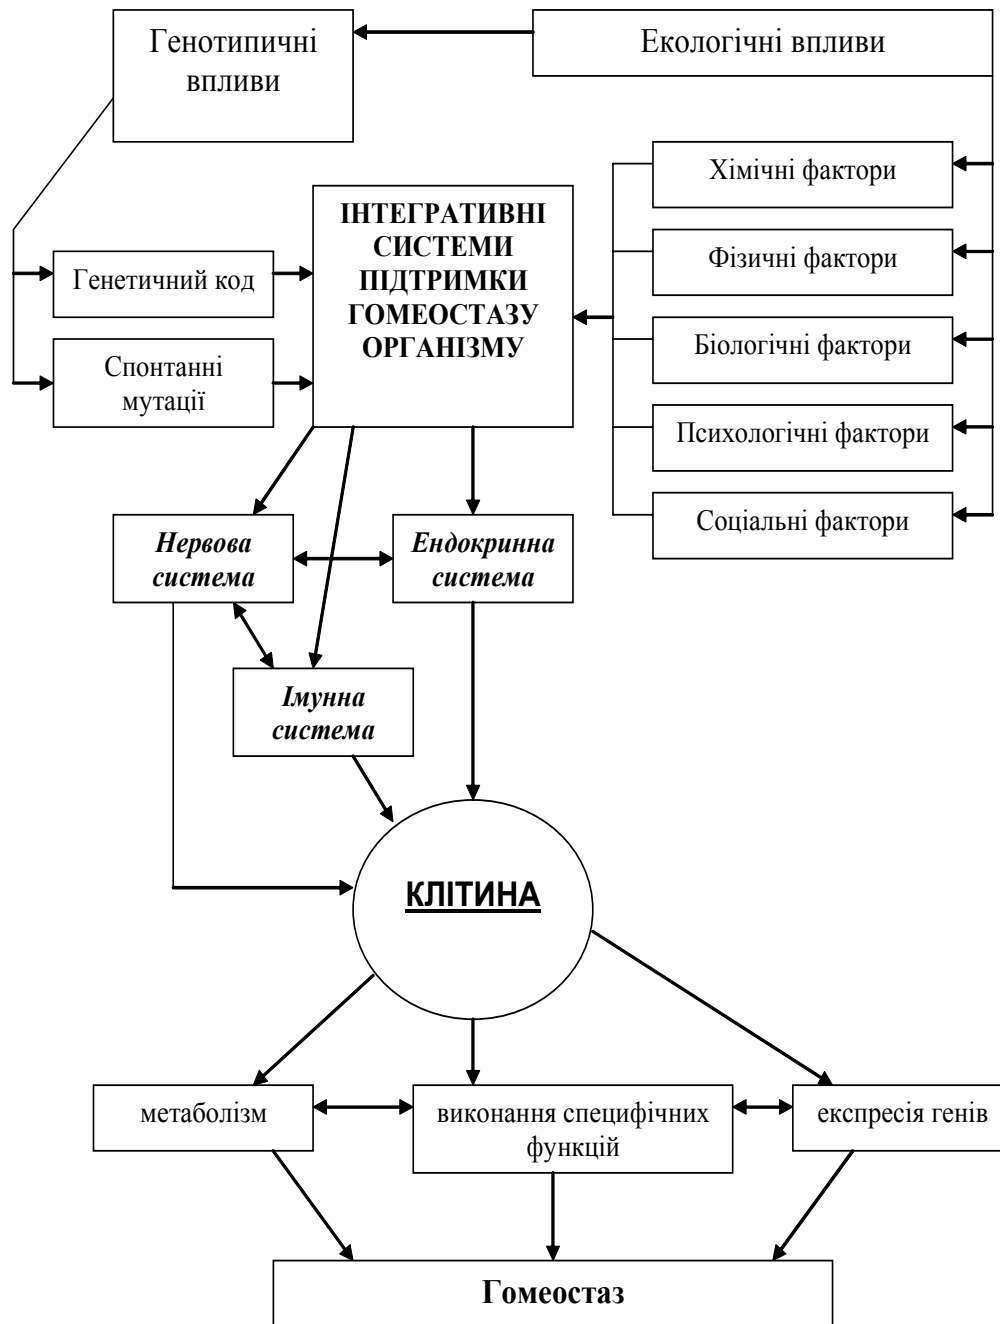 Генотипичні
впливи
Екологічні впливи
Хімічні фактори
ІНТЕГРАТИВНІ
СИСТЕМИ
ПІДТРИМКИ
ГОМЕОСТАЗУ
ОРГАНІЗМУ
Фізичні фактори
Генетичний код
Біологічні фактори
Спонтанні
мутації
Психологічні фактори
Соціальні фактори
Нервова
система
Ендокринна
система
Імунна
система
КЛІТИНА
метаболізм
виконання специфічних
функцій
експресія генів
Гомеостаз